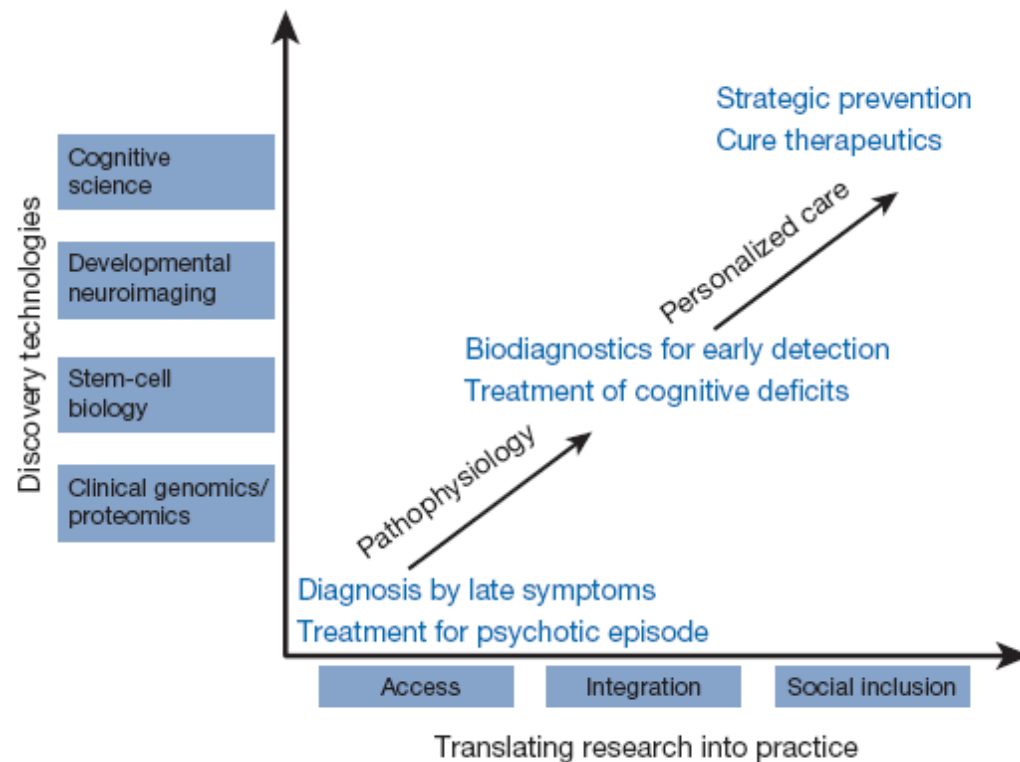 Discovery technologies
Cognitive
science
Developmental
neuroimaging
Stem-cell
biology
Clinical genomics/
proteomics
Strategic prevention
Cure therapeutics
Personalized care
Biodiagnostics for early detection
Treatment of cognitive deficits
Pathophysiology
Diagnosis by late symptoms
Treatment for psychotic episode
Access
Integration
Social inclusion
Translating research into practice